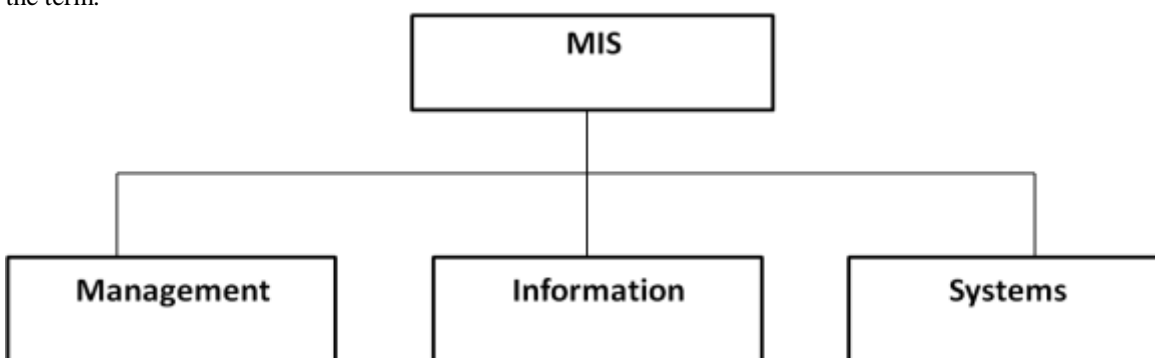 the term.
MIS
Management Information Systems